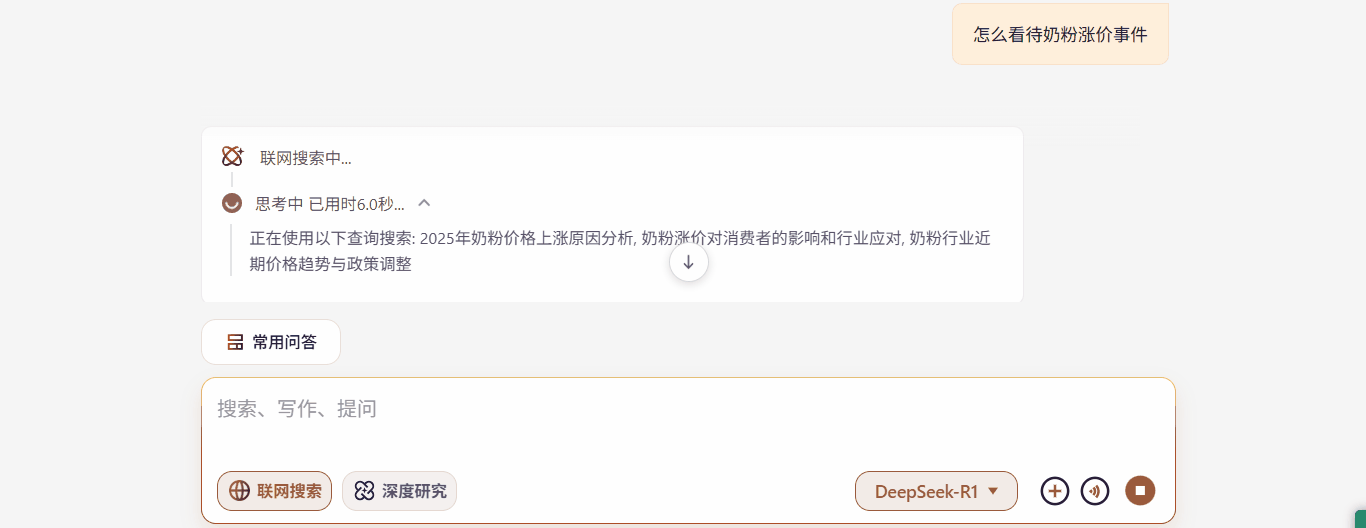 怎么看待奶粉涨价事件
联网搜索中...
思考中 已用时6.0秒...
正在使用以下查询搜索: 2025年奶粉价格上涨原因分析, 奶粉涨价对消费者的影响和行业应对, 奶粉行业近
期价格趋势与政策调整
常用问答
搜索、写作、提问
联网搜索 深度研究 DeepSeek-R1